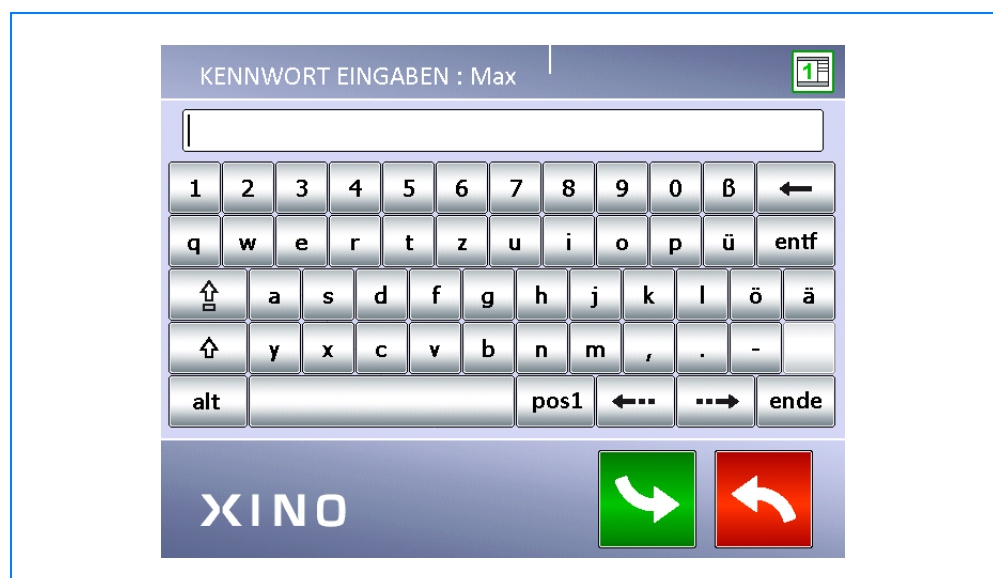 KENNWORT EINGABEN : Max
1
1 2 3 4 5 6 7 8 9 0 ß
q w e r t z u i o p ü entf
a s d f g h j k l ö ä
y x c v b n m , . -
alt pos1 ende
XINO